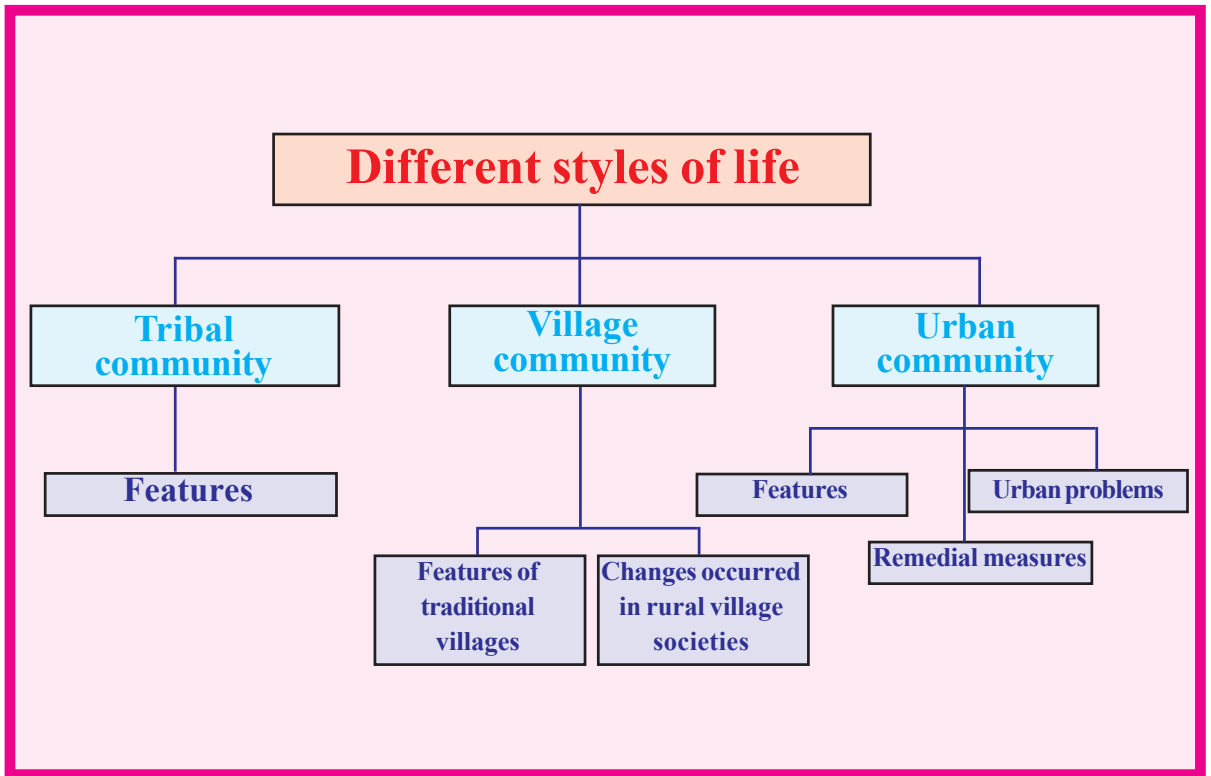 Different styles of life
Tribal
community
Village
community
Urban
community
Features
Features of
traditional
villages
Changes occurred
in rural village
societies
Features
Remedial measures
Urban problems